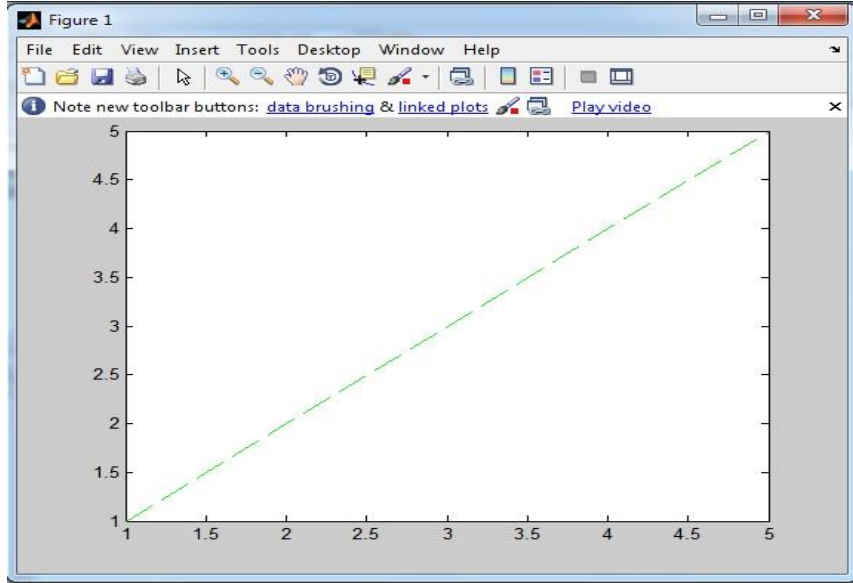 Figure 1
File Edit View Insert Tools Desktop Window Help
Note new toolbar buttons: data brushing & linked plots Play video
5
4.5
4
3.5
3
2.5
2
1.5
1
1 1.5 2 2.5 3 3.5 4 4.5 5